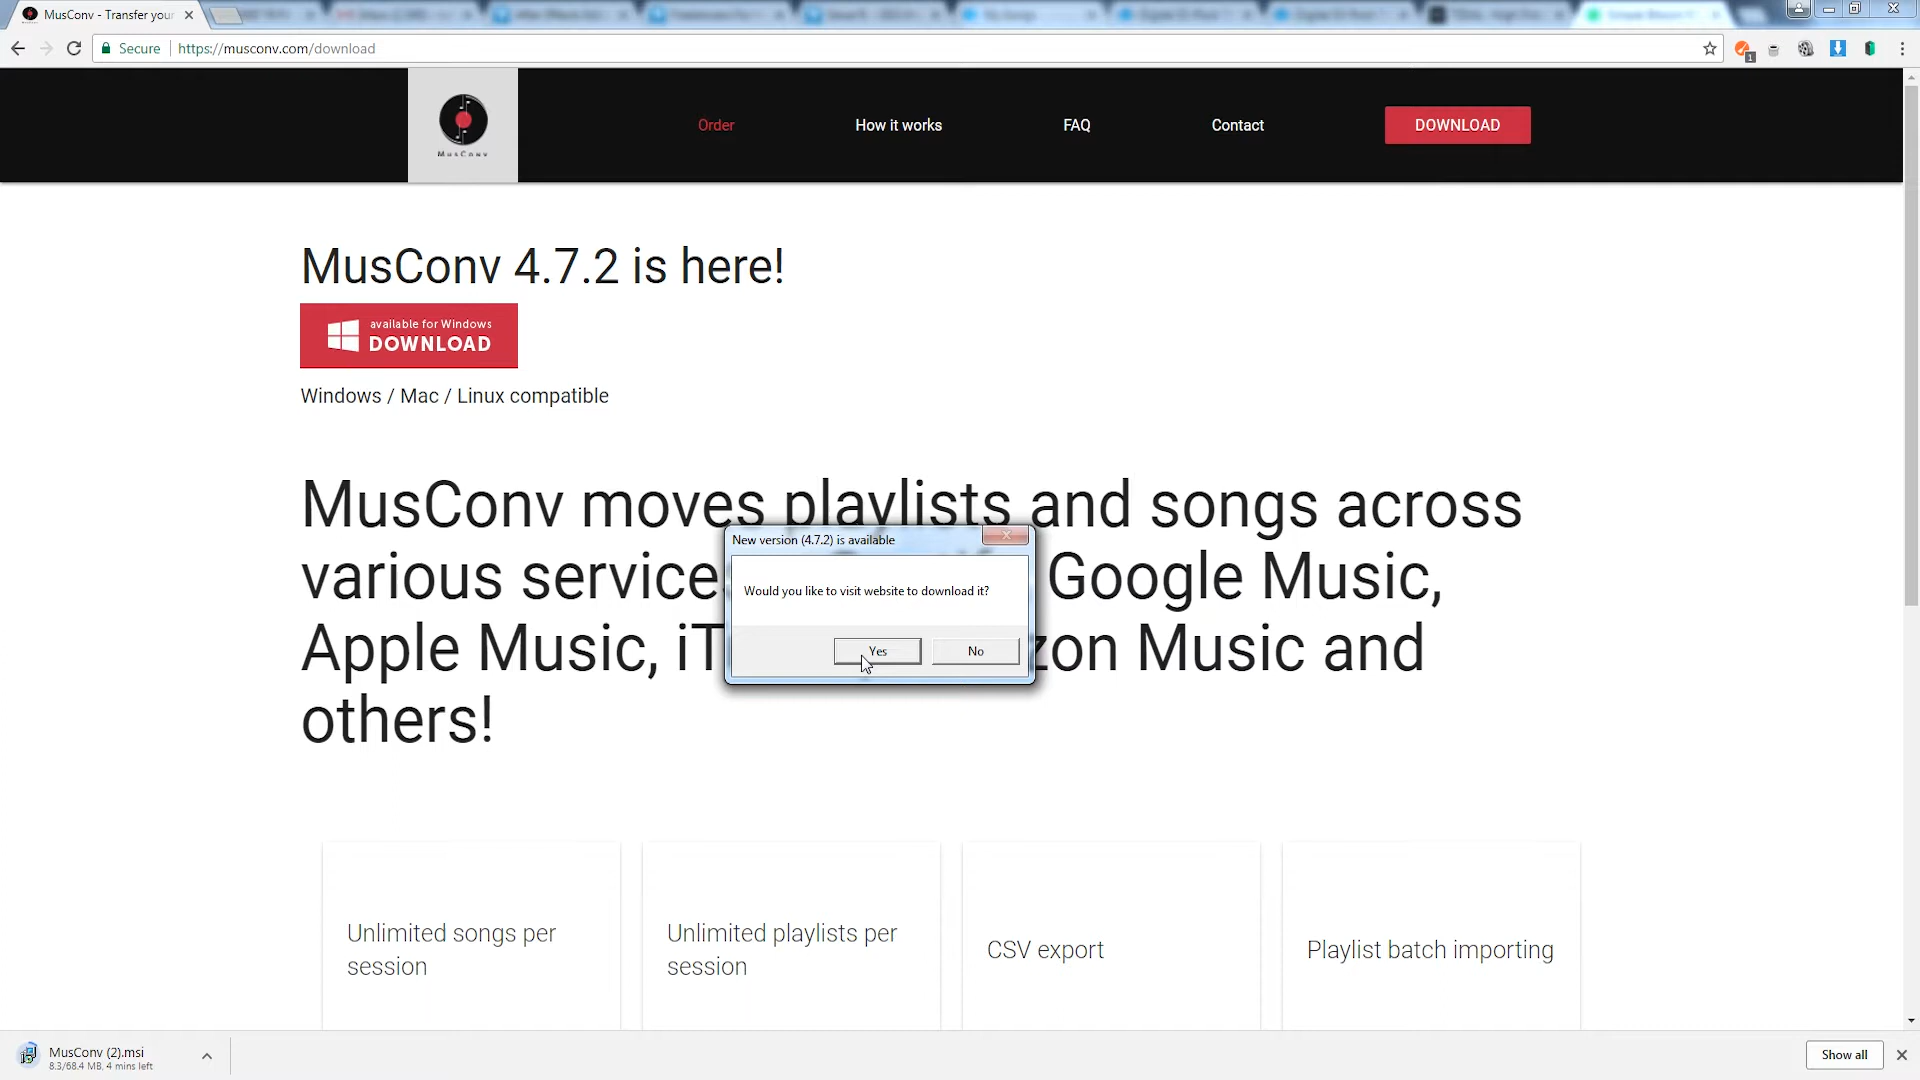 MusConv - Transfer your
Secure
https://musconv.com/download
1
MusConv
Order
How it works
FAQ
Contact
DOWNLOAD
MusConv 4.7.2 is here!
available for Windows
DOWNLOAD
Windows / Mac / Linux compatible
MusConv moves playlists and songs across
various service Google Music,
Apple Music, iT zon Music and
others!
New version (4.7.2) is available
Would you like to visit website to download it?
Yes
No
Unlimited songs per
session
Unlimited playlists per
session
CSV export
Playlist batch importing
MusConv (2).msi
8.3/68.4 MB, 4 mins left
Show all